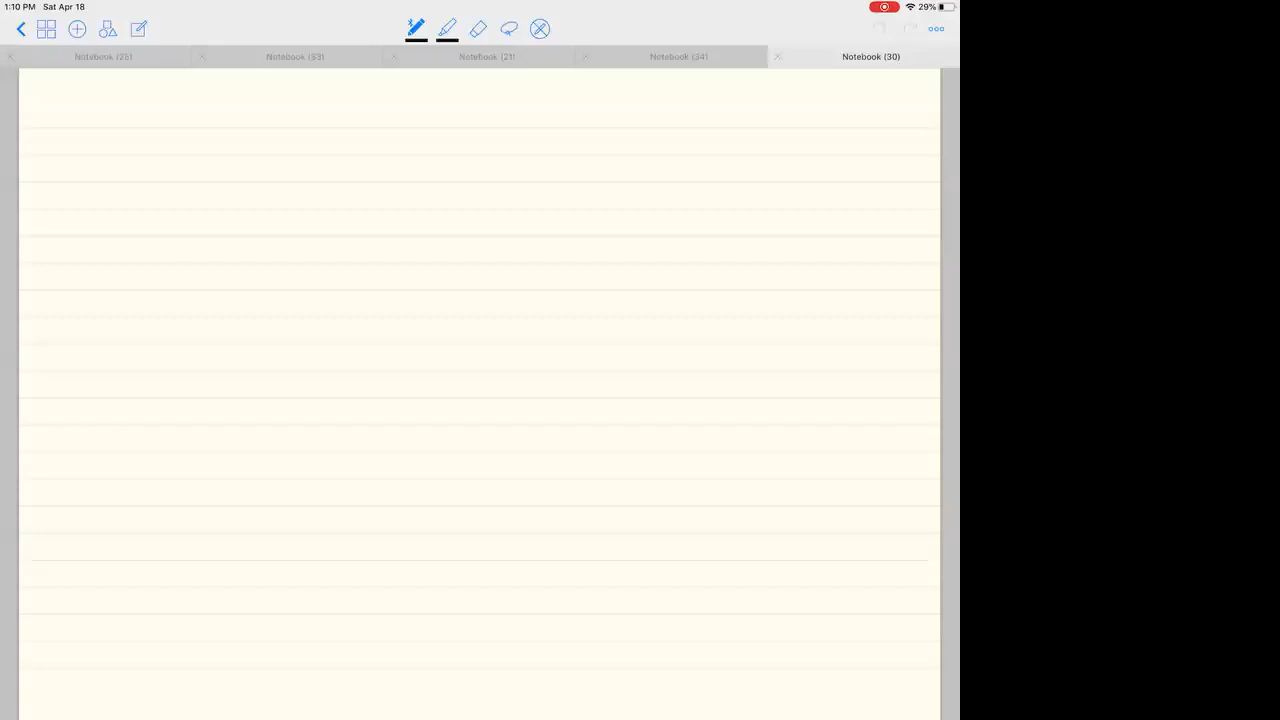 1:10 PM Sat Apr 18
29%
Notebook (25)
Notebook (53)
Notebook (21)
Notebook (34)
Notebook (30)